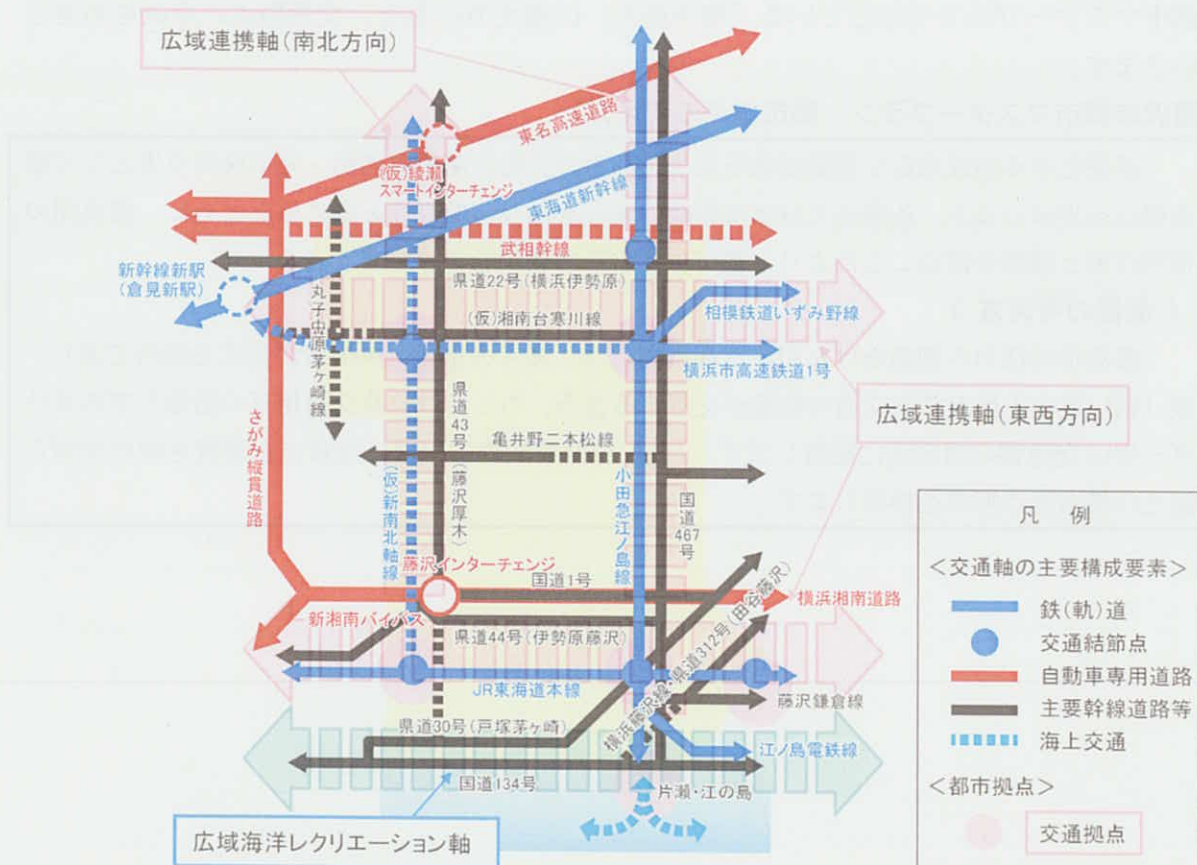 広域連携軸(南北方向)
東名高速道路
(仮)綾瀬
スマートインターチェンジ
東海道新幹線
武相幹線
新幹線新駅
(倉見新駅)
県道22号(横浜伊勢原)
丸子中原茅ヶ崎線
(仮)湘南台寒川線
相模鉄道いずみ野線
横浜市高速鉄道1号
広域連携軸(東西方向)
さがみ縦貫道路
県道43号(藤沢厚木)
亀井野二本松線
(仮)新南北軸線
小田急江ノ島線
国道467号
藤沢インターチェンジ
国道1号
横浜湘南道路
新湘南バイパス
県道44号(伊勢原藤沢)
横浜藤沢線・県道312号(田谷藤沢)
JR東海道本線
藤沢鎌倉線
県道30号(戸塚茅ヶ崎)
江ノ島電鉄線
国道134号
片瀬・江の島
広域海洋レクリエーション軸
凡 例
<交通軸の主要構成要素>
鉄(軌)道
交通結節点
自動車専用道路
主要幹線道路等
海上交通
<都市拠点>
交通拠点